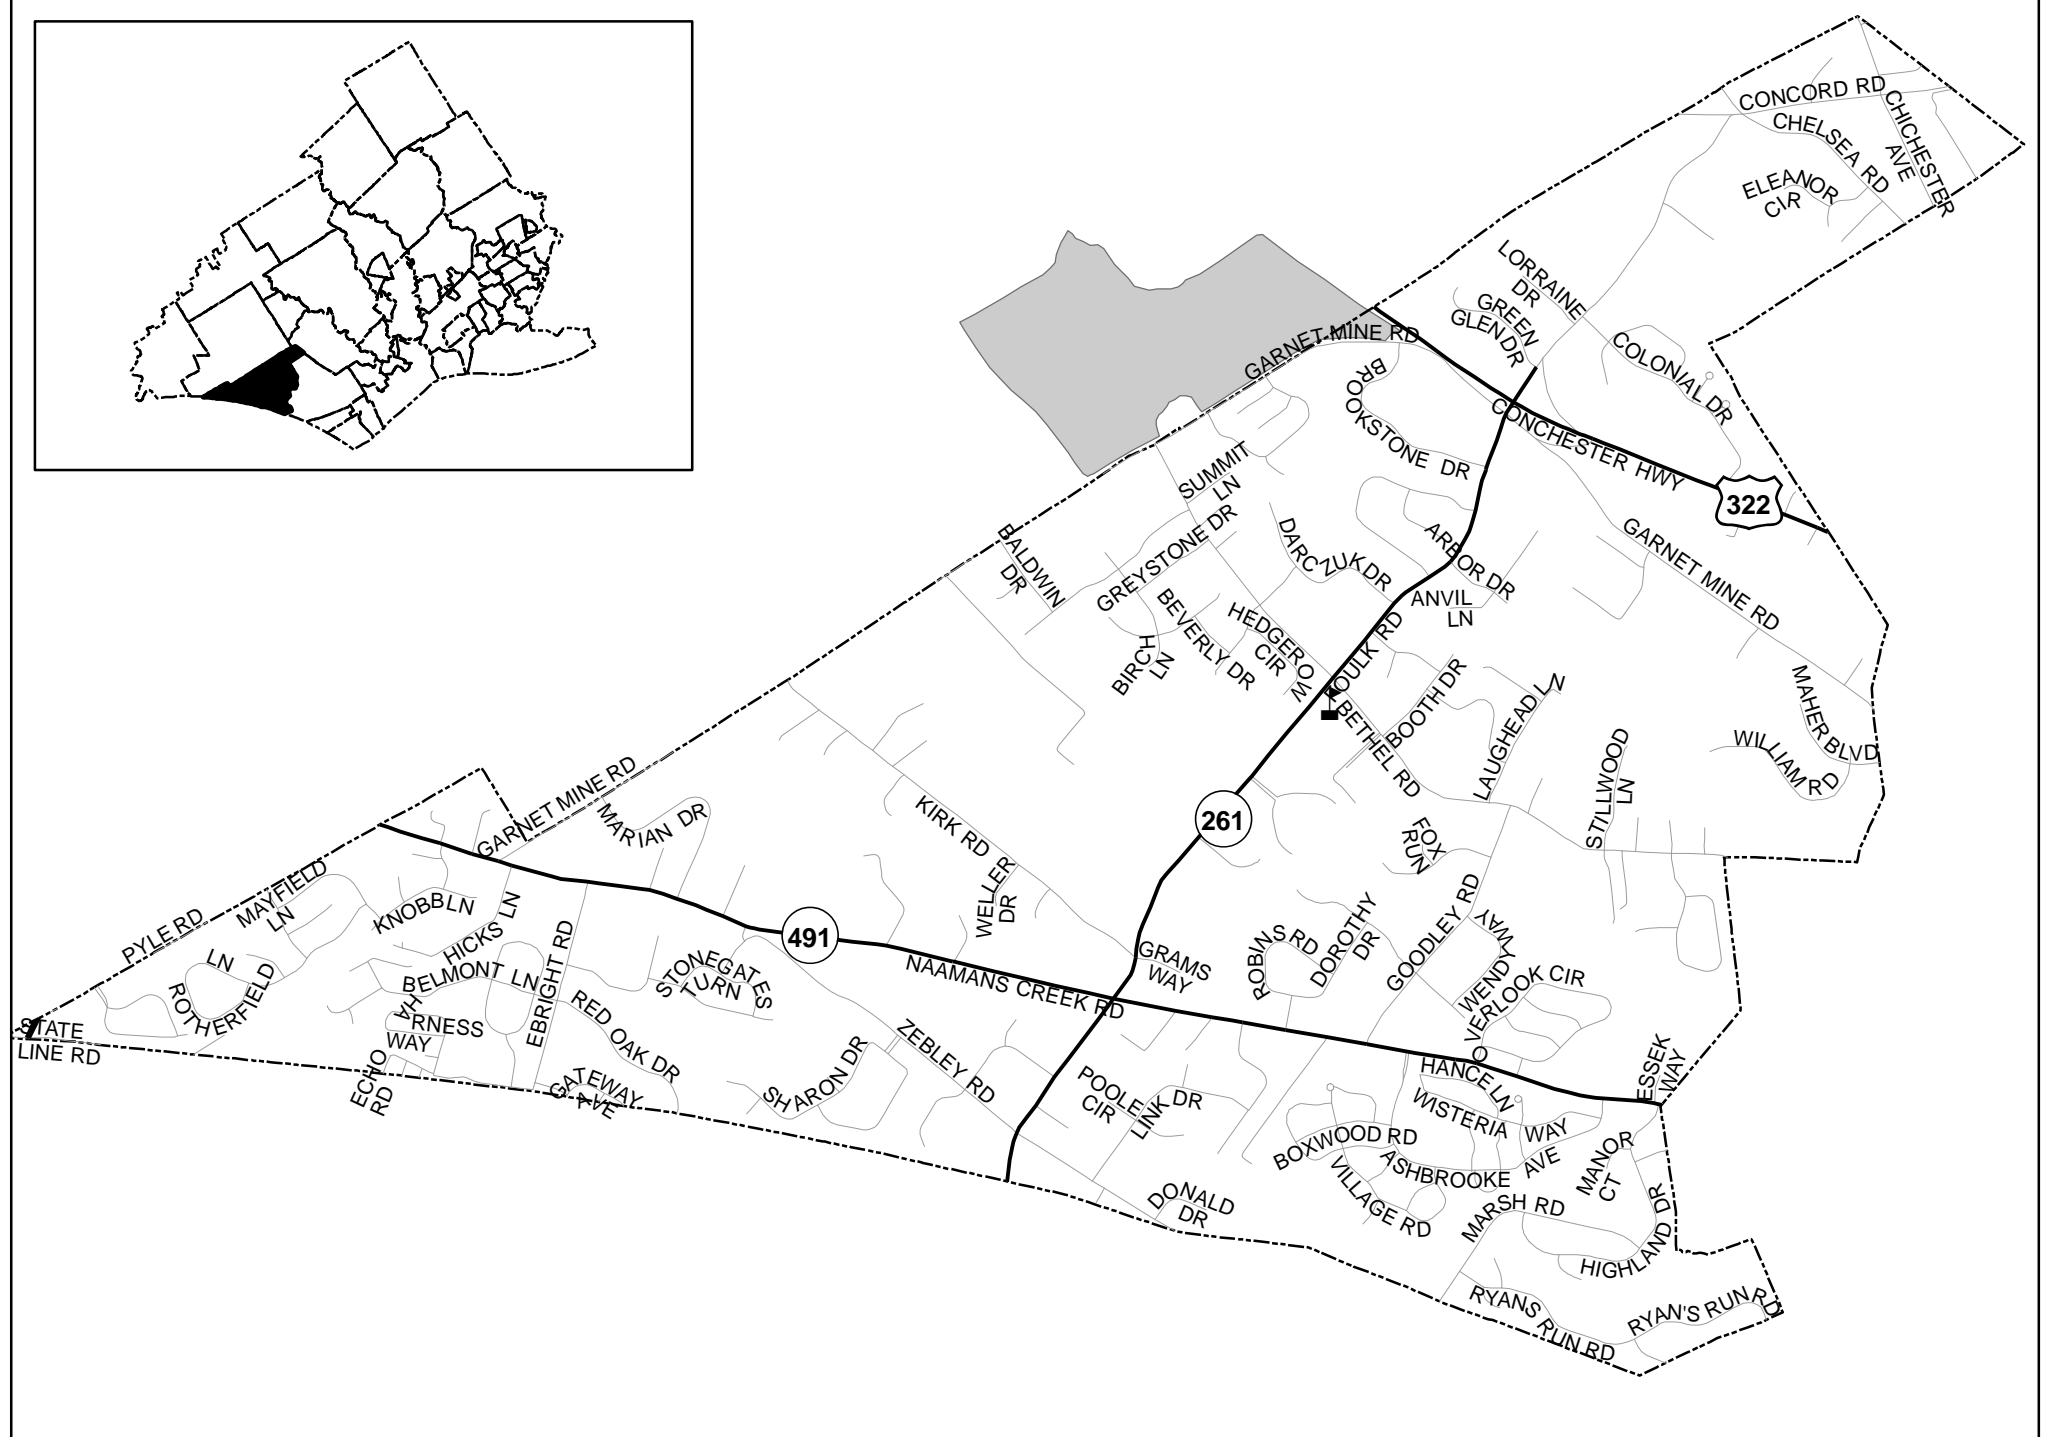 CONCORD RD
CHICHESTER
AVE
CHELSEA RD
ELEANOR
CIR
LORRAINE
DR
GREEN
GLEN DR
GARNET MINE RD
COLONIAL DR
BROOKSTONE DR
CONCHESTER HWY
322
SUMMIT
LN
GARNET MINE RD
BALDWIN
DR
GREYSTONE DR
DARCZUK DR
ARBOR DR
ANVIL
LN
BEVERLY DR
HEDGEROW
CIR
FOULK RD
BIRCH
LN
BETHEL RD
BOOTH DR
LAUGHEAD LN
MAHER BLVD
WILLIAM RD
STILLWOOD
LN
261
GARNET MINE RD
MARIAN DR
KIRK RD
FOX
RUN
WELLER
DR
MAYFIELD
LN
KNOBB LN
HICKS LN
PYLE RD
491
ROBINS RD
DOROTHY
DR
GOODLEY RD
WENDY WAY
GRAMS
WAY
ROTHERFIELD
LN
BELMONT LN
EBRIGHT RD
STONEGATES
TURN
NAAMANS CREEK RD
OVERLOOK CIR
RED OAK DR
HARNESS
WAY
STATE
LINE RD
ECHO
RD
GATEWAY
AVE
SHARON DR
ZEBLEY RD
POOLE
CIR
LINK DR
HANCE LN
ESSEK
WAY
WISTERIA WAY
BOXWOOD RD
ASHBROOKE AVE
MANOR
CT
VILLAGE RD
DONALD
DR
MARSH RD
HIGHLAND DR
RYANS RUN RD
RYAN'S RUN RD